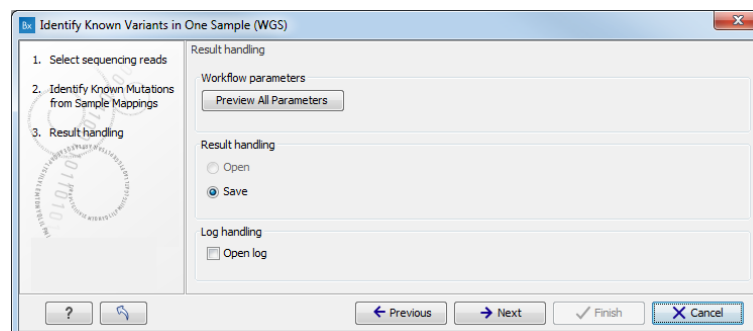 Bx Identify Known Variants in One Sample (WGS)
1. Select sequencing reads
2. Identify Known Mutations
from Sample Mappings
3. Result handling
Result handling
Workflow parameters
Preview All Parameters
Result handling
Open
Save
Log handling
Open log
? Previous Next Finish Cancel